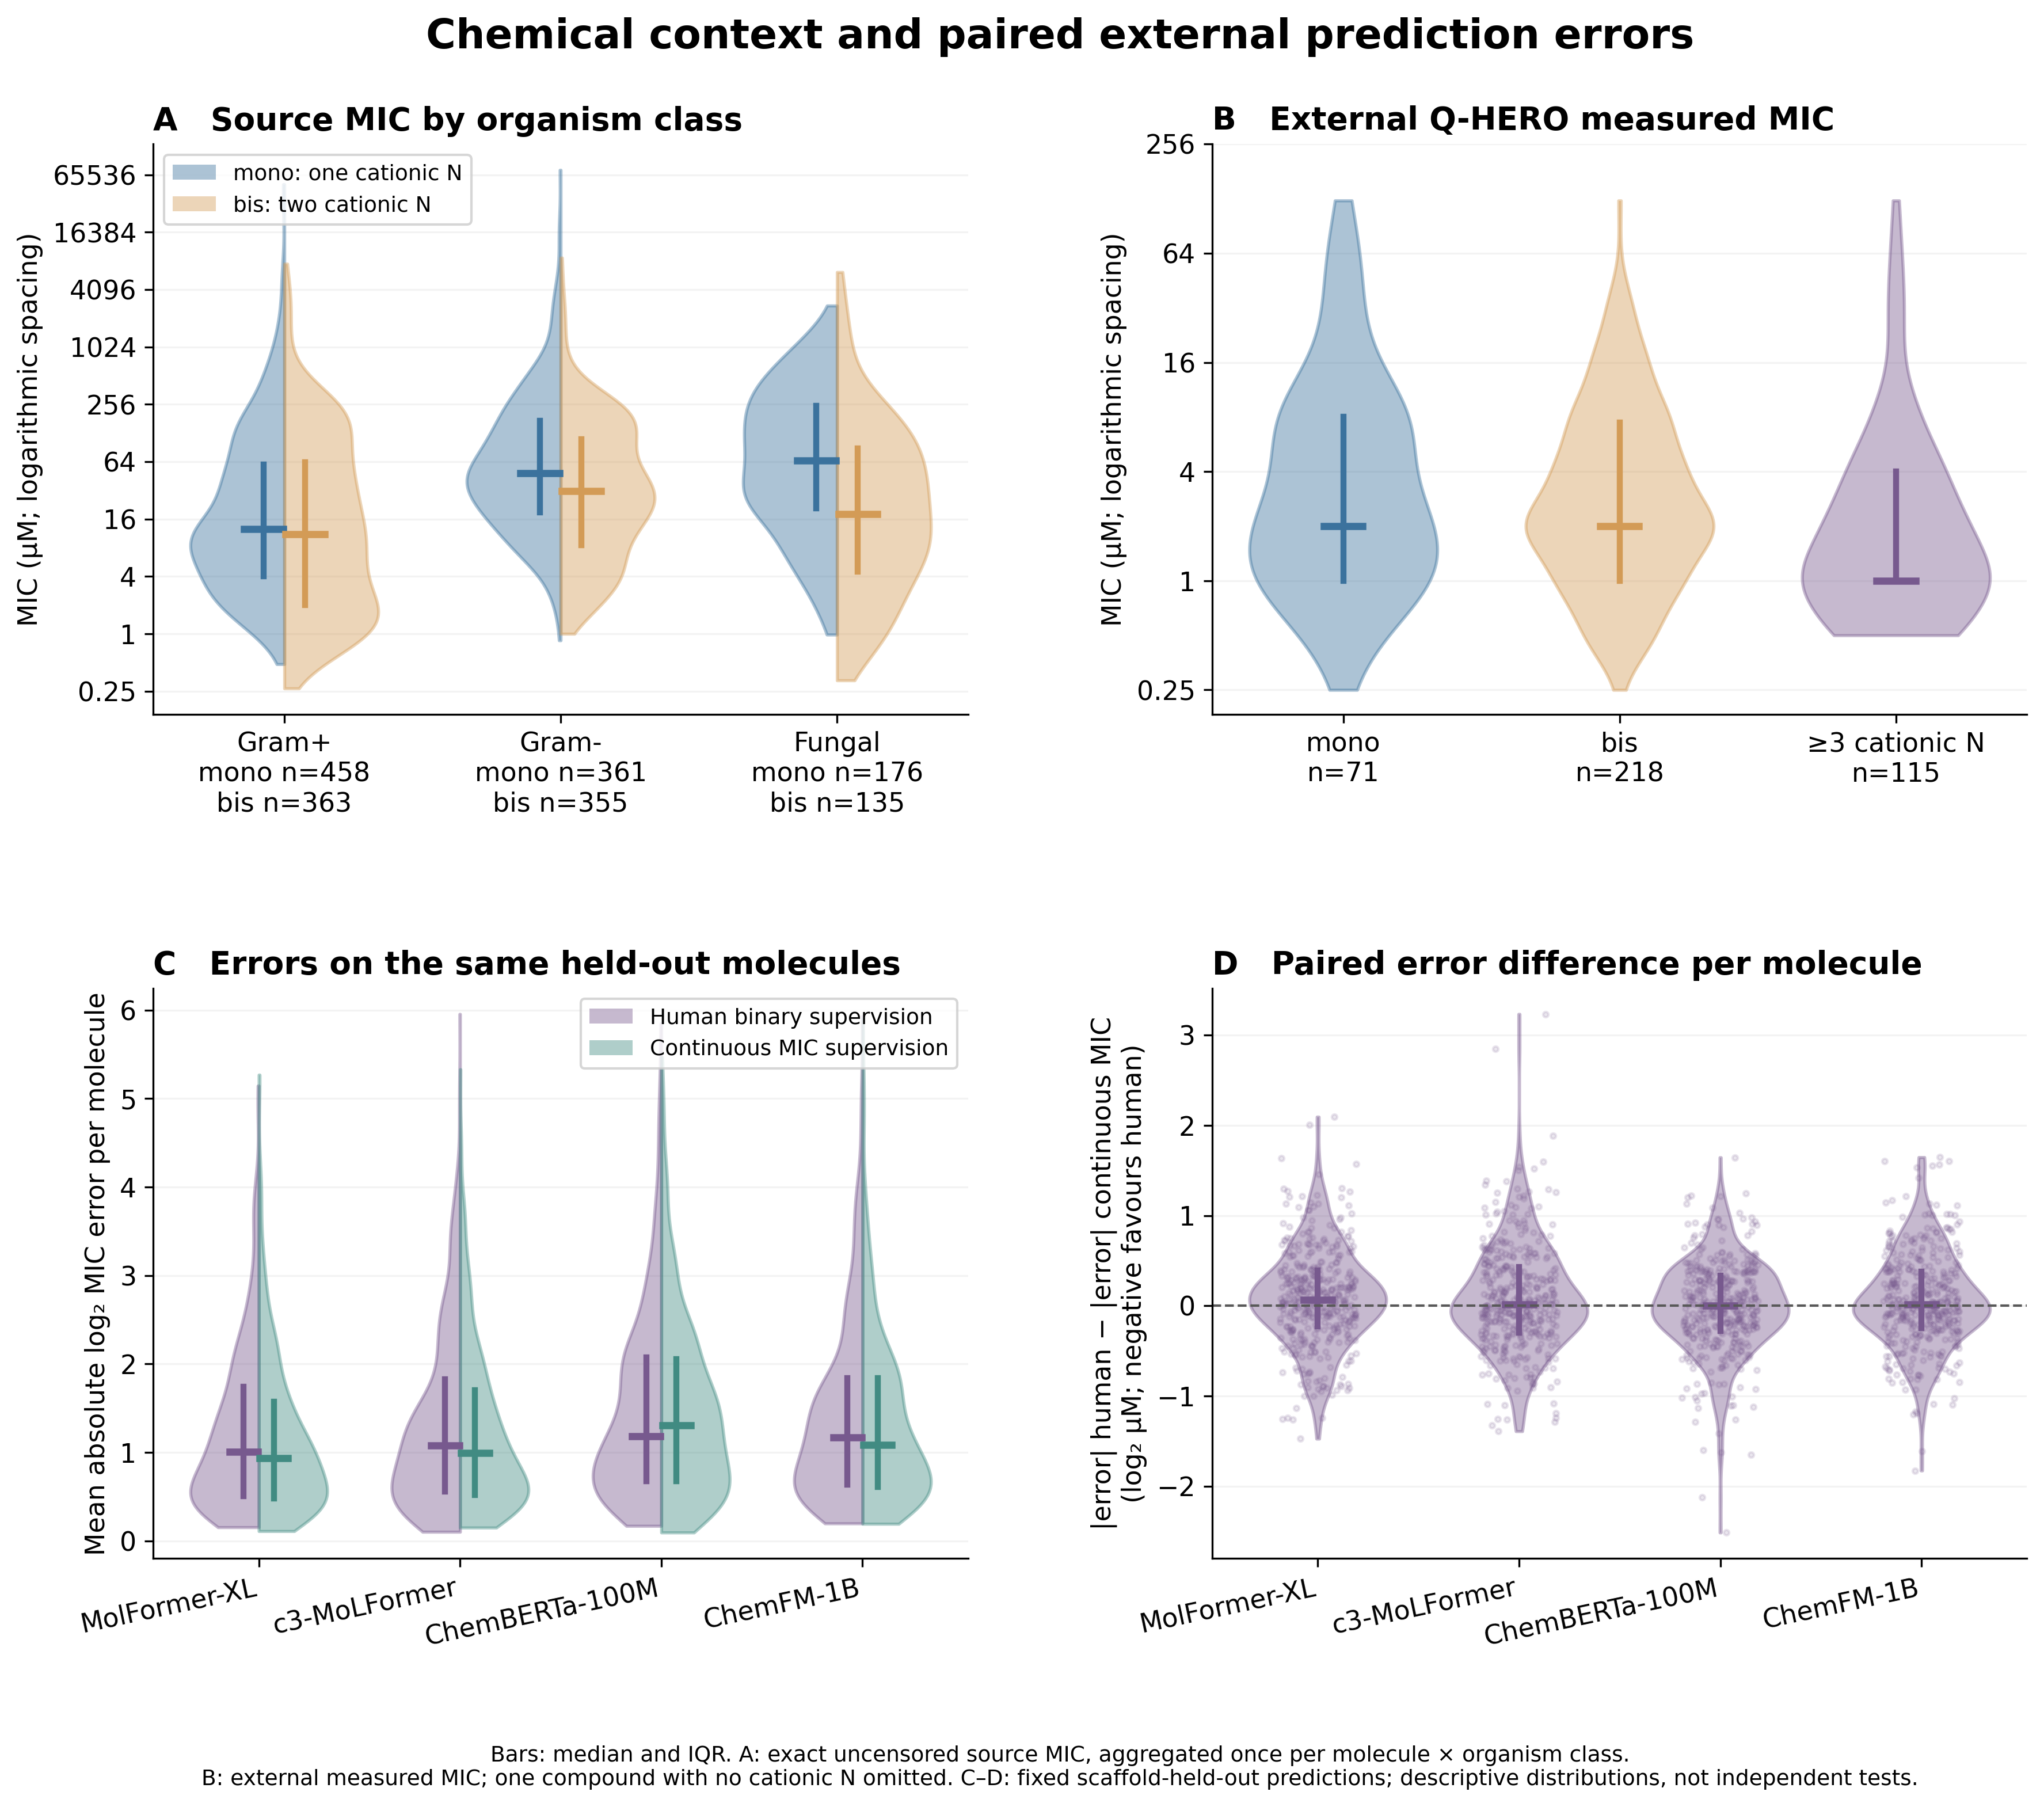 Chemical context and paired external prediction errors
A Source MIC by organism class
MIC (μM; logarithmic spacing)
65536
16384
4096
1024
256
64
16
4
1
0.25
mono: one cationic N
bis: two cationic N
Gram+
mono n=458
bis n=363
Gram-
mono n=361
bis n=355
Fungal
mono n=176
bis n=135
B External Q-HERO measured MIC
MIC (μM; logarithmic spacing)
256
64
16
4
1
0.25
mono
n=71
bis
n=218
≥3 cationic N
n=115
C Errors on the same held-out molecules
Mean absolute log₂ MIC error per molecule
6
5
4
3
2
1
0
Human binary supervision
Continuous MIC supervision
MolFormer-XL
c3-MoLFormer
ChemBERTa-100M
ChemFM-1B
D Paired error difference per molecule
|error| human − |error| continuous MIC
(log₂ μM; negative favours human)
3
2
1
0
−1
−2
MolFormer-XL
c3-MoLFormer
ChemBERTa-100M
ChemFM-1B
Bars: median and IQR. A: exact uncensored source MIC, aggregated once per molecule × organism class.
B: external measured MIC; one compound with no cationic N omitted. C–D: fixed scaffold-held-out predictions; descriptive distributions, not independent tests.